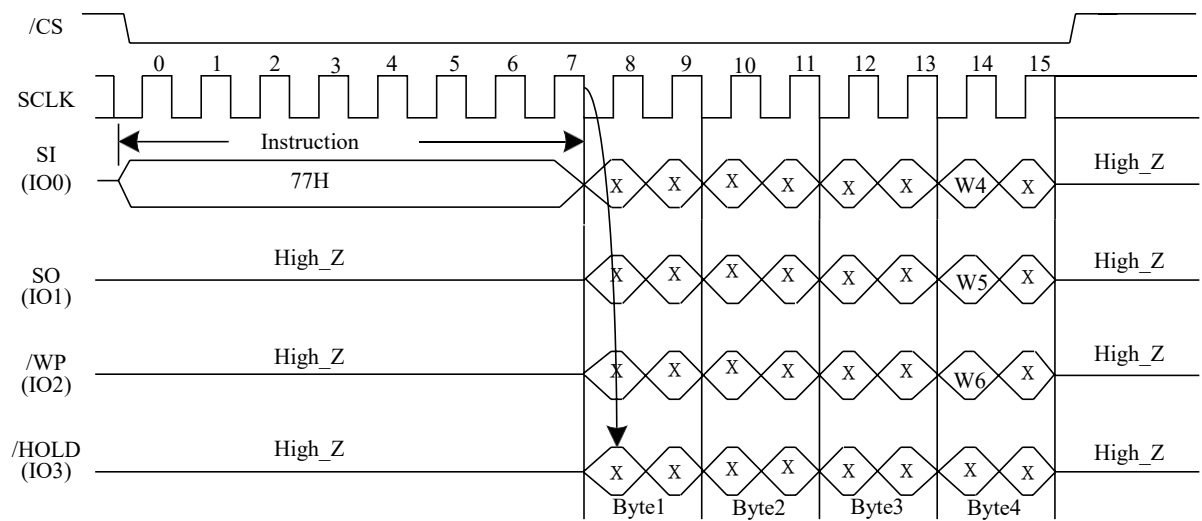 /CS
0 1 2 3 4 5 6 7 8 9 10 11 12 13 14 15
SCLK
Instruction
SI
(IO0)
77H
X X X X X X W4 X
High_Z
SO
(IO1)
High_Z
X X X X X X W5 X
High_Z
/WP
(IO2)
High_Z
X X X X X X W6 X
High_Z
/HOLD
(IO3)
High_Z
X X X X X X X X
High_Z
Byte1 Byte2 Byte3 Byte4